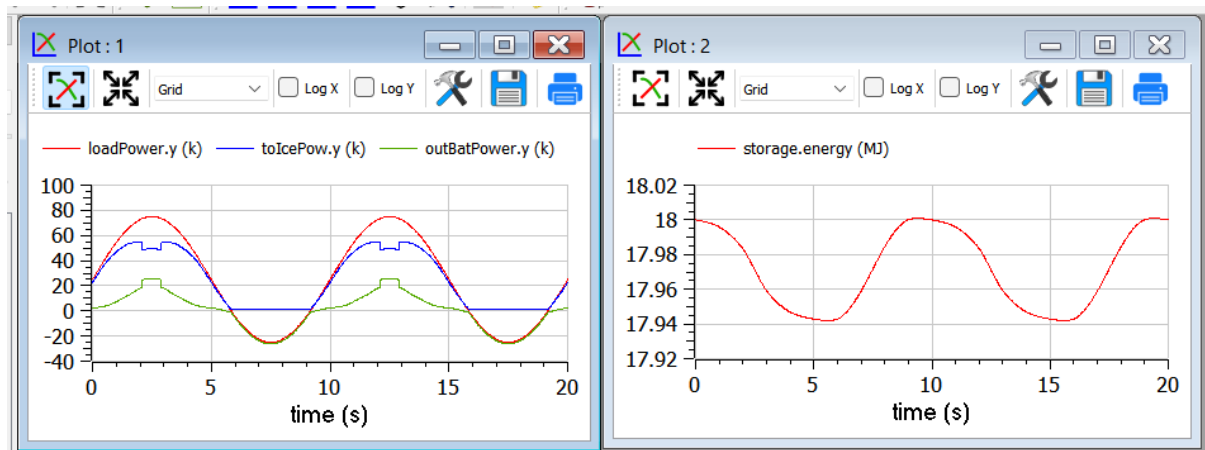 Plot : 1
Grid
Log X
Log Y
loadPower.y (k)
toIcePow.y (k)
outBatPower.y (k)
100
80
60
40
20
0
-20
-40
0
5
10
15
20
time (s)
Plot : 2
Grid
Log X
Log Y
storage.energy (MJ)
18.02
18
17.98
17.96
17.94
17.92
0
5
10
15
20
time (s)